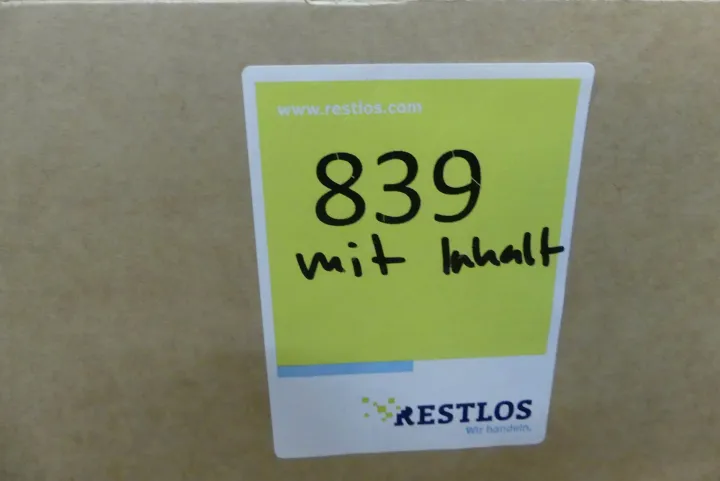 www.restlos.com
839
mit Inhalt
RESTLOS
Wir handeln.